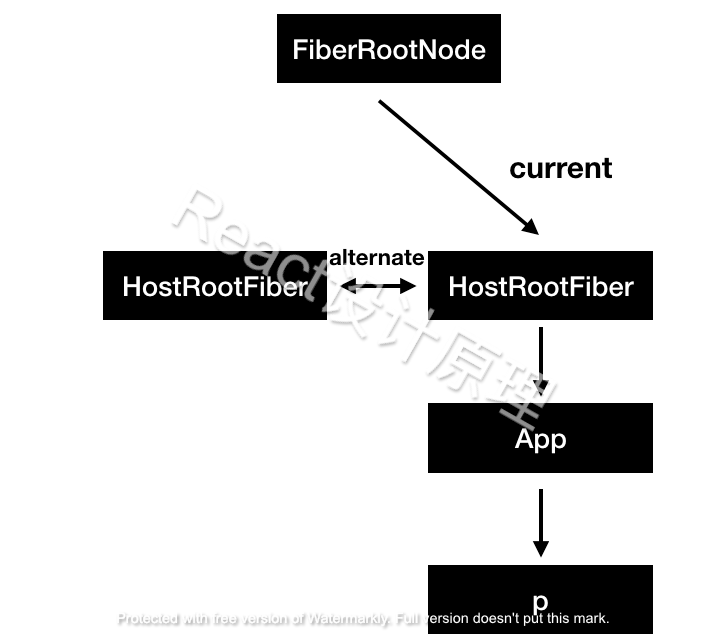 FiberRootNode
current
alternate
HostRootFiber
HostRootFiber
React设计原理
App
p
Protected with free version of Watermarkly. Full version doesn't put this mark.